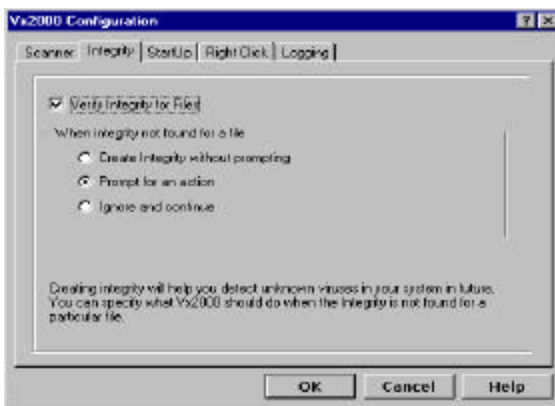 Vx2000 Configuration
Scanner Integrity StartUp Right Click Logging
Verify Integrity for Files
When integrity not found for a file
Create Integrity without prompting
Prompt for an action
Ignore and continue
Creating integrity will help you detect unknown viruses in your system in future.
You can specify what Vx2000 should do when the Integrity is not found for a
particular file.
OK Cancel Help